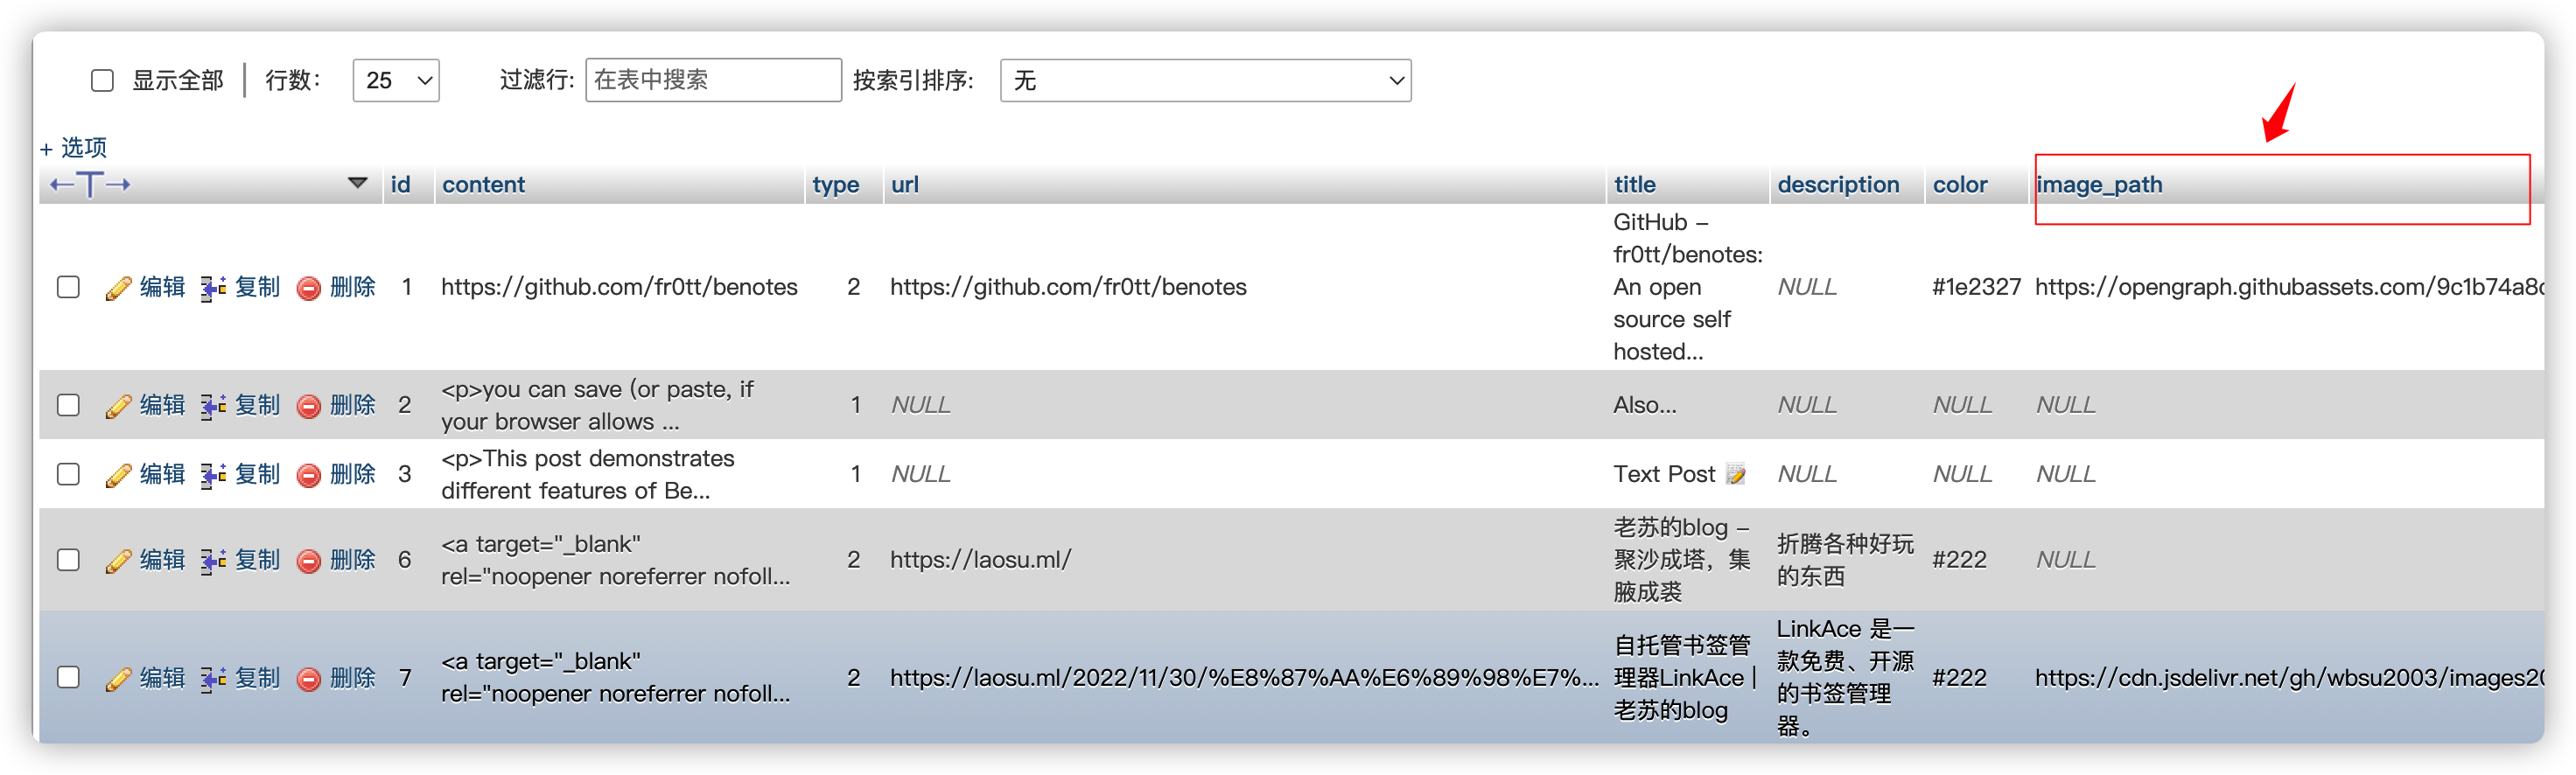 显示全部 行数： 25 过滤行: 在表中搜索 按索引排序: 无
+ 选项
←T→ id content type url title description color image_path
编辑 复制 删除 1 https://github.com/fr0tt/benotes 2 https://github.com/fr0tt/benotes
GitHub –
fr0tt/benotes:
An open
source self
hosted...
NULL #1e2327 https://opengraph.githubassets.com/9c1b74a8
编辑 复制 删除 2
<p>you can save (or paste, if
your browser allows ...
1 NULL Also... NULL NULL NULL
编辑 复制 删除 3
<p>This post demonstrates
different features of Be...
1 NULL Text Post 📝 NULL NULL NULL
编辑 复制 删除 6
<a target="_blank"
rel="noopener noreferrer nofoll...
2 https://laosu.ml/
老苏的blog –
聚沙成塔，集
腋成裘
折腾各种好玩
的东西
#222 NULL
编辑 复制 删除 7
<a target="_blank"
rel="noopener noreferrer nofoll...
2 https://laosu.ml/2022/11/30/%E8%87%AA%E6%89%98%E7%...
自托管书签管
理器LinkAce |
老苏的blog
LinkAce 是一
款免费、开源
的书签管理
器。
#222 https://cdn.jsdelivr.net/gh/wbsu2003/images20